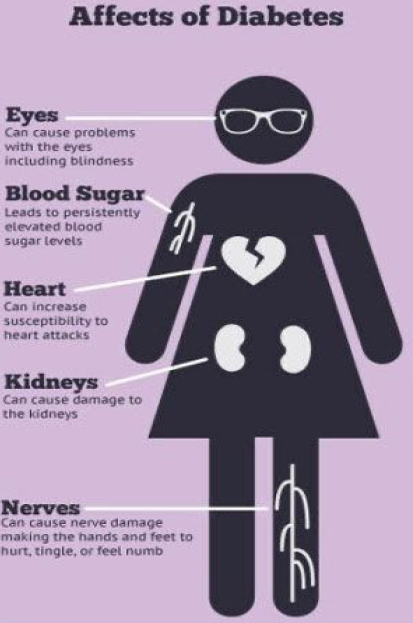 Affects of Diabetes
Eyes
Can cause problems
with the eyes
including blindness
Blood Sugar
Leads to persistently
elevated blood
sugar levels
Heart
Can increase
susceptibility to
heart attacks
Kidneys
Can cause damage to
the kidneys
Nerves
Can cause nerve damage
making the hands and feet to
hurt, tingle, or feel numb